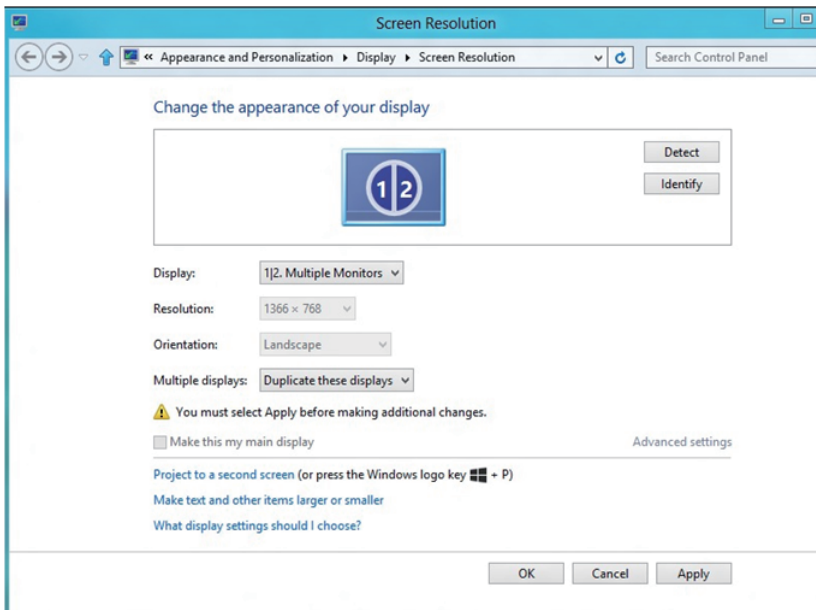 Screen Resolution
« Appearance and Personalization Display Screen Resolution
Search Control Panel
Change the appearance of your display
1|2
Detect
Identify
Display: 1|2. Multiple Monitors
Resolution: 1366 × 768
Orientation: Landscape
Multiple displays: Duplicate these displays
You must select Apply before making additional changes.
Make this my main display Advanced settings
Project to a second screen (or press the Windows logo key + P)
Make text and other items larger or smaller
What display settings should I choose?
OK Cancel Apply